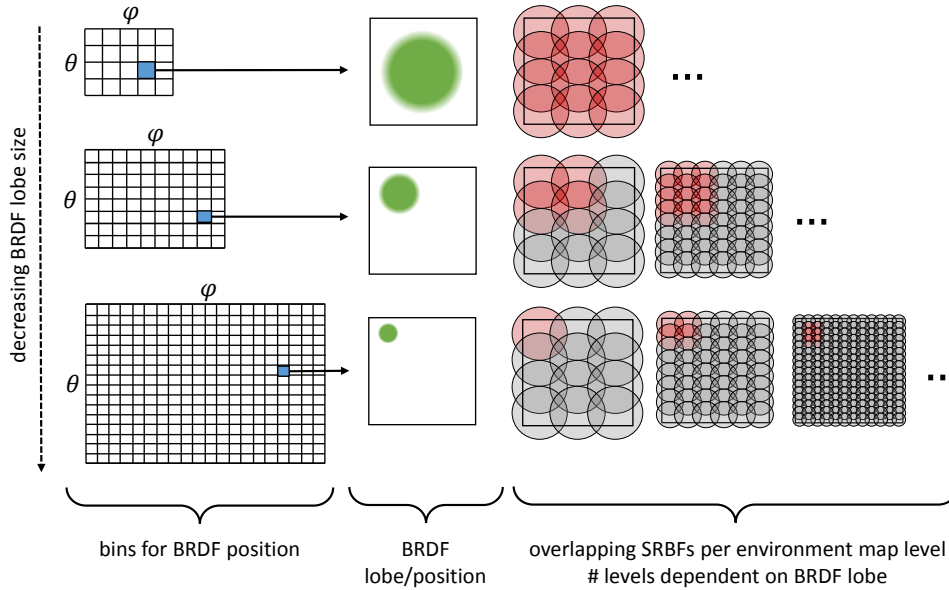 decreasing BRDF lobe size
φ
θ
...
φ
θ
...
φ
θ
..
bins for BRDF position
BRDF
lobe/position
overlapping SRBFs per environment map level
# levels dependent on BRDF lobe